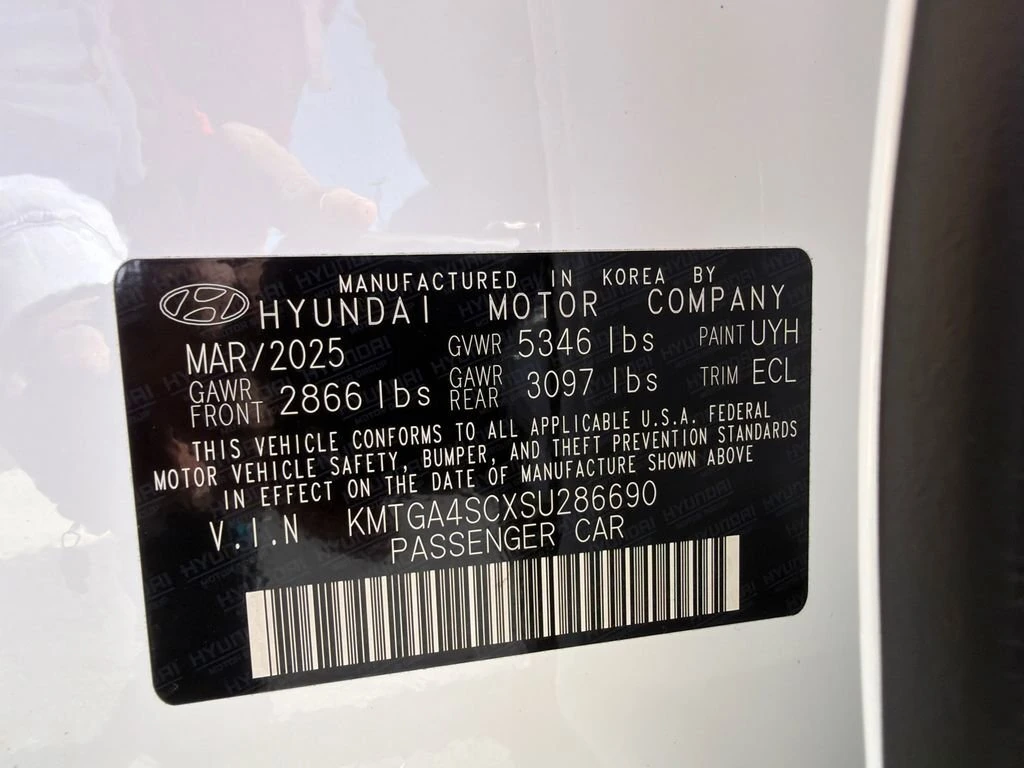 MANUFACTURED IN KOREA BY
HYUNDAI MOTOR COMPANY
MAR/2025 GVWR 5346 lbs PAINT UYH
GAWR FRONT 2866 lbs GAWR REAR 3097 lbs TRIM ECL
THIS VEHICLE CONFORMS TO ALL APPLICABLE U.S.A. FEDERAL
MOTOR VEHICLE SAFETY, BUMPER, AND THEFT PREVENTION STANDARDS
IN EFFECT ON THE DATE OF MANUFACTURE SHOWN ABOVE
V.I.N KMTGA4SCXSU286690
PASSENGER CAR